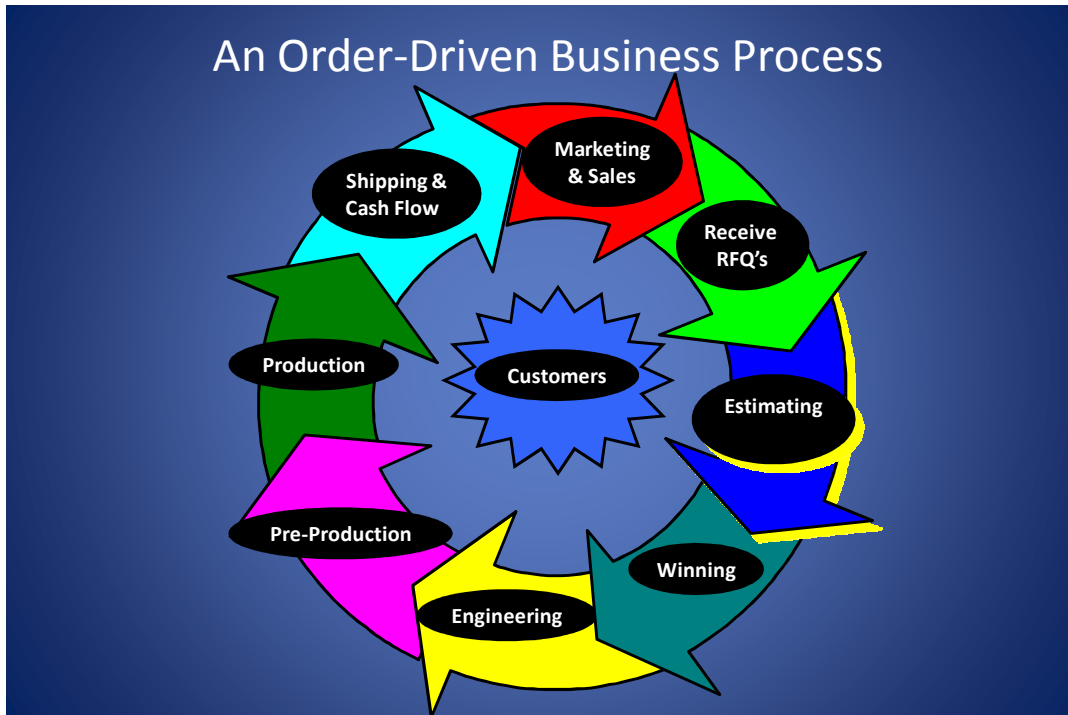 An Order-Driven Business Process
Marketing
& Sales
Shipping &
Cash Flow
Receive
RFQ's
Production
Customers
Estimating
Pre-Production
Winning
Engineering